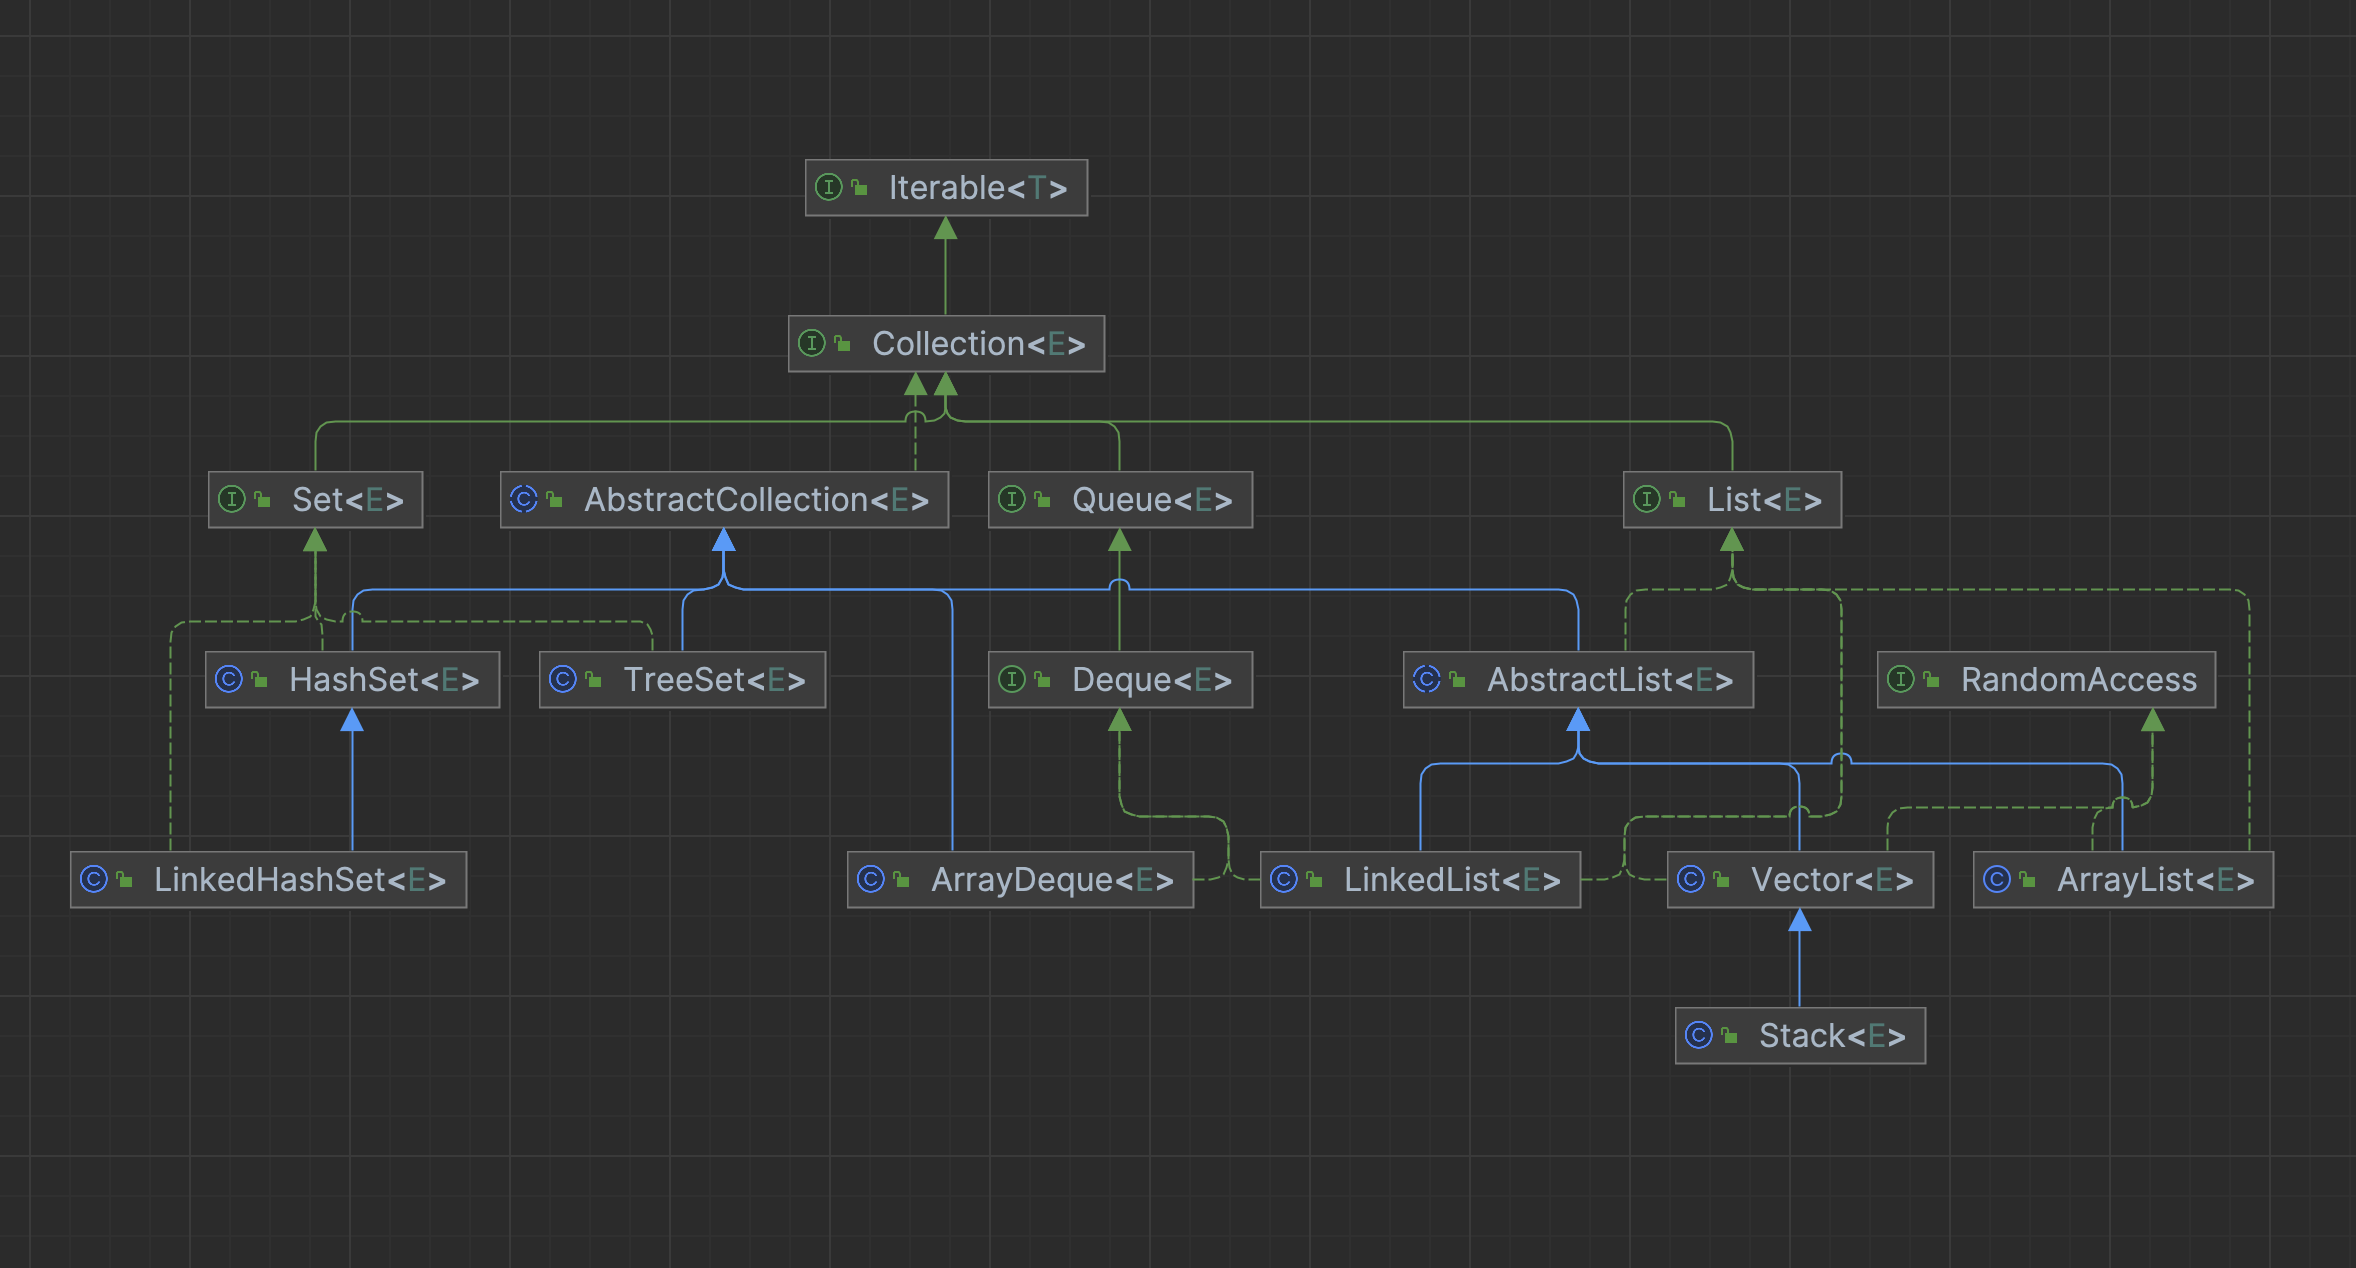 Iterable<T>
Collection<E>
Set<E>
AbstractCollection<E>
Queue<E>
List<E>
HashSet<E>
TreeSet<E>
Deque<E>
AbstractList<E>
RandomAccess
LinkedHashSet<E>
ArrayDeque<E>
LinkedList<E>
Vector<E>
ArrayList<E>
Stack<E>